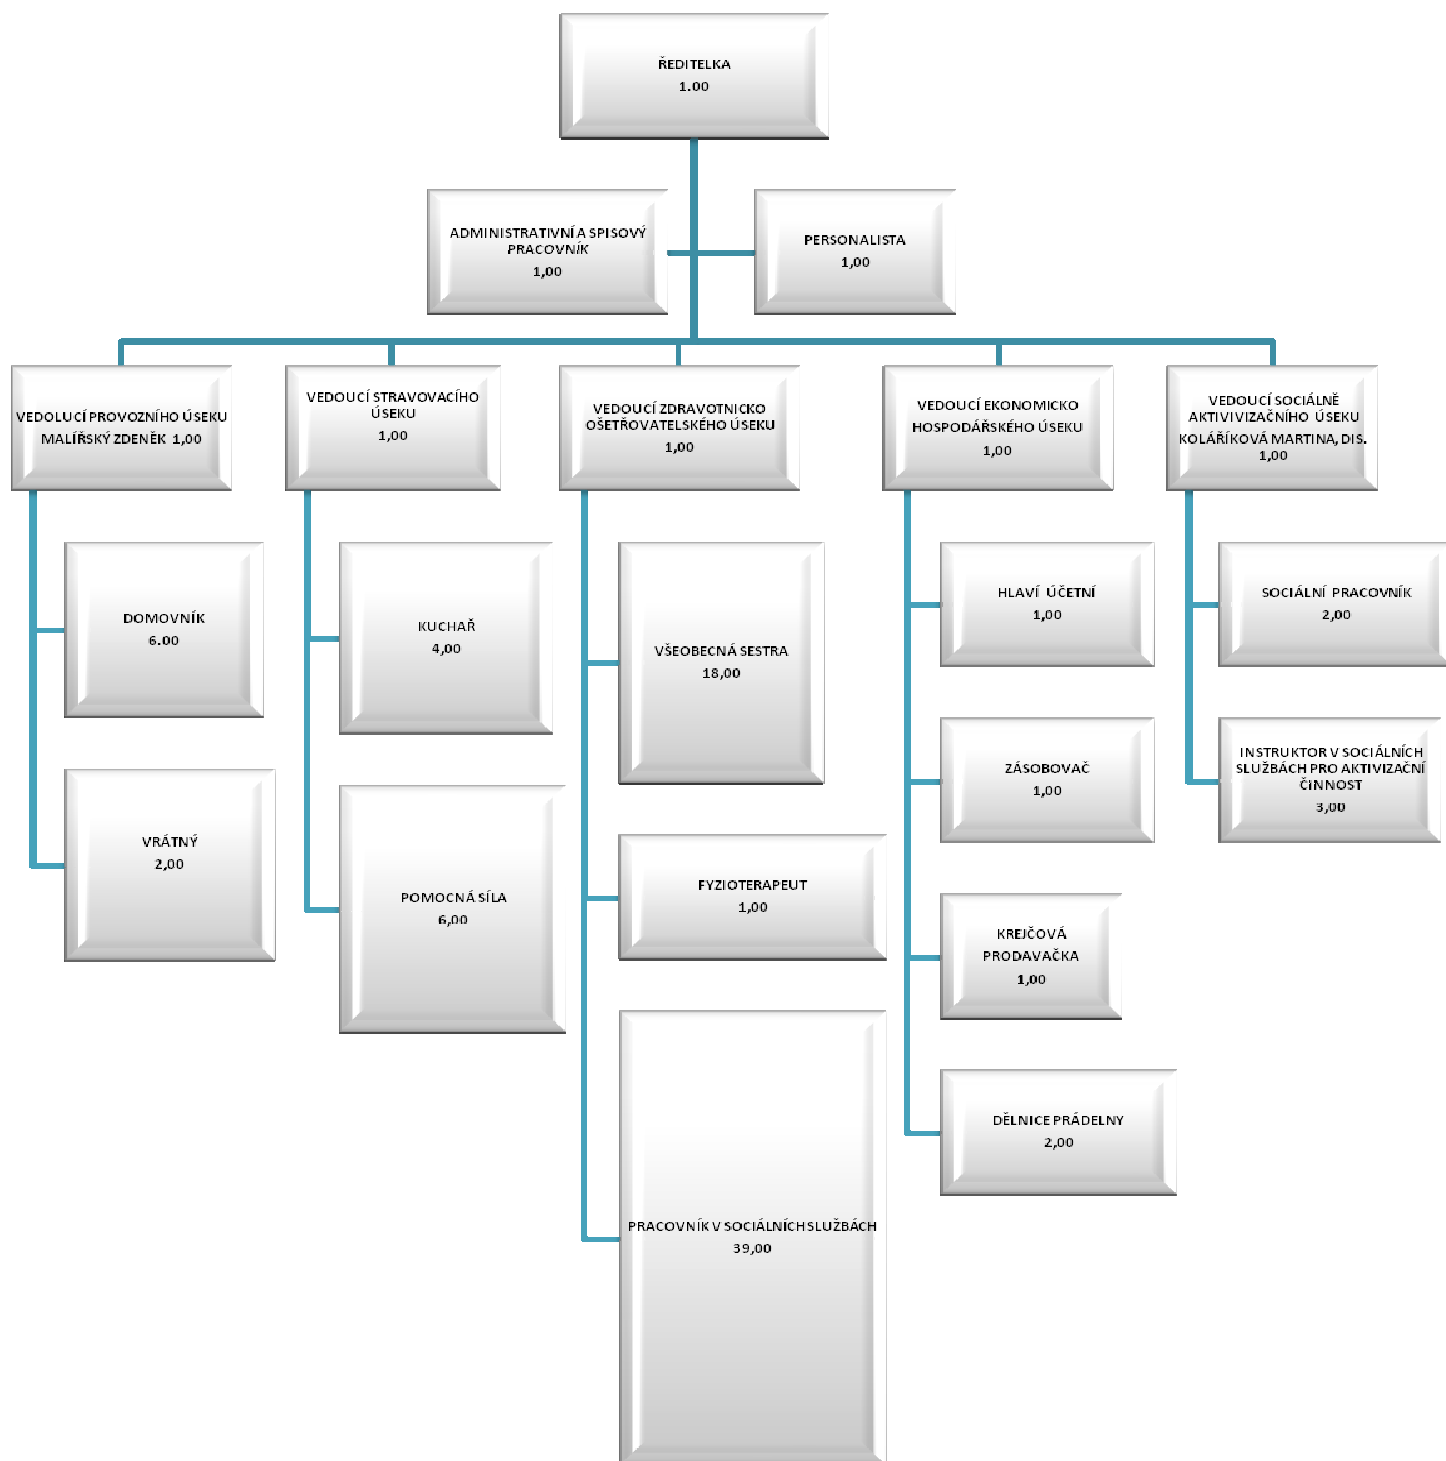 ŘEDITELKA
1.00
ADMINISTRATIVNÍ A SPISOVÝ
PRACOVNÍK
1,00
PERSONALISTA
1,00
VEDOLUCÍ PROVOZNÍHO ÚSEKU
MALÍŘSKÝ ZDENĚK 1,00
VEDOUCÍ STRAVOVACÍHO
ÚSEKU
1,00
VEDOUCÍ ZDRAVOTNICKO
OŠETŘOVATELSKÉHO ÚSEKU
1,00
VEDOUCÍ EKONOMICKO
HOSPODÁŘSKÉHO ÚSEKU
1,00
VEDOUCÍ SOCIÁLNĚ
AKTIVIVIZAČNÍHO ÚSEKU
KOLÁŘÍKOVÁ MARTINA, DIS.
1,00
DOMOVNÍK
6.00
VRÁTNÝ
2,00
KUCHAŘ
4,00
POMOCNÁ SÍLA
6,00
VŠEOBECNÁ SESTRA
18,00
FYZIOTERAPEUT
1,00
PRACOVNÍK V SOCIÁLNÍCH SLUŽBÁCH
39,00
HLAVÍ ÚČETNÍ
1,00
ZÁSOBOVAČ
1,00
KREJČOVÁ
PRODAVAČKA
1,00
DĚLNICE PRÁDELNY
2,00
SOCIÁLNÍ PRACOVNÍK
2,00
INSTRUKTOR V SOCIÁLNÍCH
SLUŽBÁCH PRO AKTIVIZAČNÍ
ČINNOST
3,00